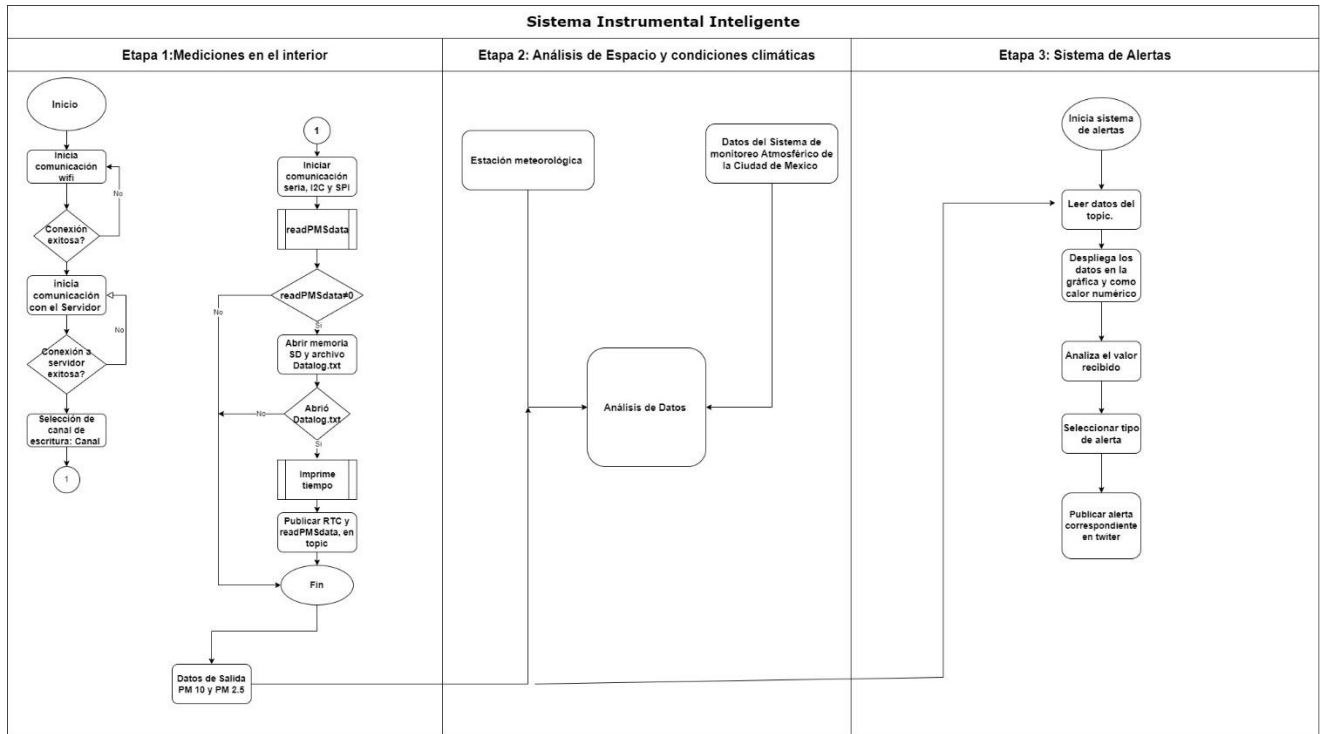 Sistema Instrumental Inteligente
Etapa 1:Mediciones en el interior
Inicio
Inicia
comunicación
wifi
No
Conexión
exitosa?
inicia
comunicación
con el Servidor
No
Conexión a
servidor
exitosa?
Selección de
canal de
escritura: Canal
1
1
Iniciar
comunicación
seria, I2C y SPI
readPMSdata
readPMSdata≠0
No
Si
Abrir memoria
SD y archivo
Datalog.txt
Abrió
Datalog.txt
No
Si
Imprime
tiempo
Publicar RTC y
readPMSdata, en
topic
Fin
Datos de Salida
PM 10 y PM 2.5
Etapa 2: Análisis de Espacio y condiciones climáticas
Estación meteorológica
Datos del Sistema de
monitoreo Atmosférico de
la Ciudad de Mexico
Análisis de Datos
Etapa 3: Sistema de Alertas
Inicia sistema
de alertas
Leer datos del
topic.
Despliega los
datos en la
gráfica y como
calor numérico
Analiza el valor
recibido
Seleccionar tipo
de alerta
Publicar alerta
correspondiente
en twiter